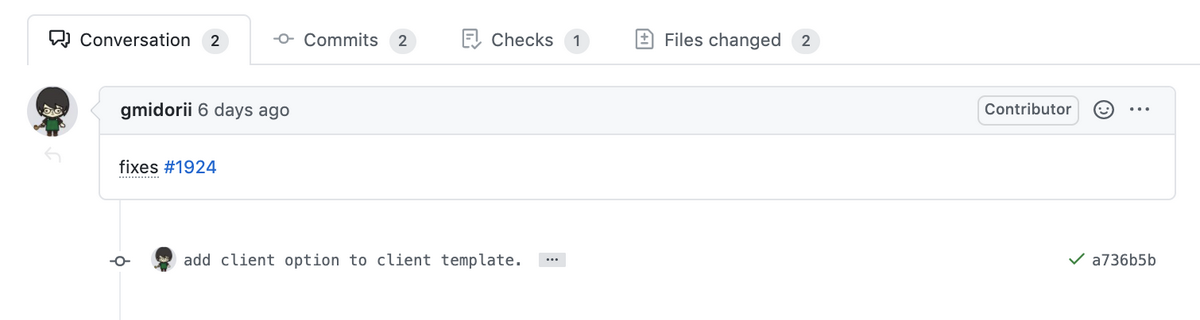 Conversation 2 Commits 2 Checks 1 Files changed 2
gmidorii 6 days ago Contributor
fixes #1924
add client option to client template. ... a736b5b